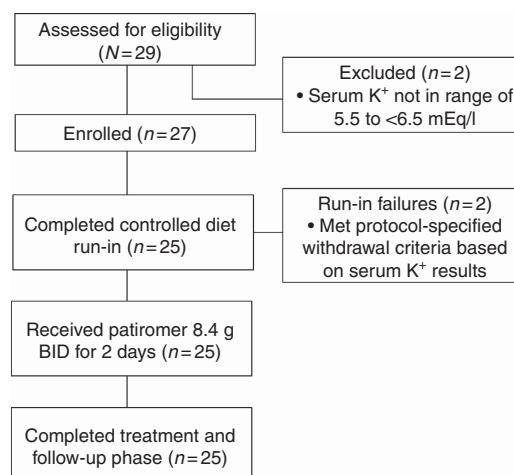 Assessed for eligibility
(N=29)
Excluded (n=2)
• Serum K⁺ not in range of
5.5 to <6.5 mEq/l
Enrolled (n=27)
Completed controlled diet
run-in (n=25)
Run-in failures (n=2)
• Met protocol-specified
withdrawal criteria based
on serum K⁺ results
Received patiromer 8.4 g
BID for 2 days (n=25)
Completed treatment and
follow-up phase (n=25)